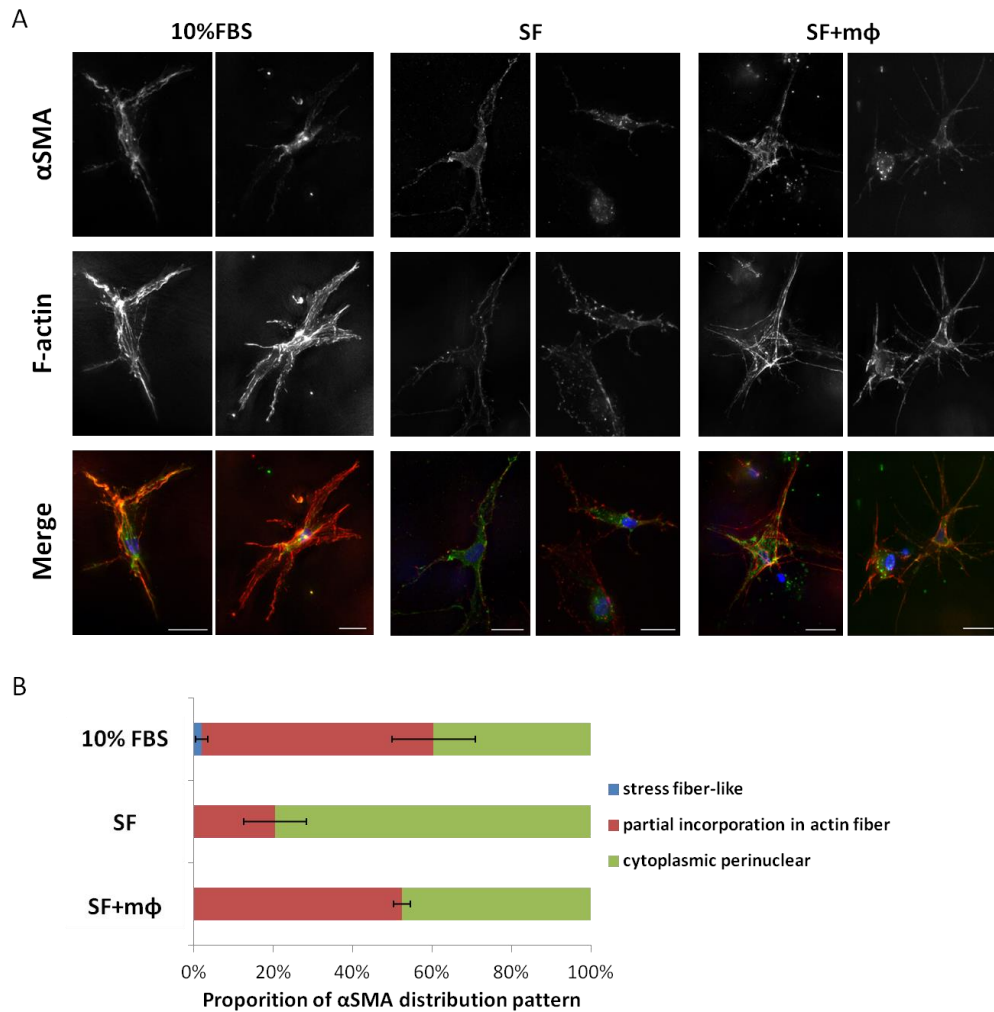 A
10%FBS SF SF+mϕ
αSMA
F-actin
Merge
B
10% FBS
SF
SF+mϕ
stress fiber-like
partial incorporation in actin fiber
cytoplasmic perinuclear
0% 20% 40% 60% 80% 100%
Proporition of αSMA distribution pattern